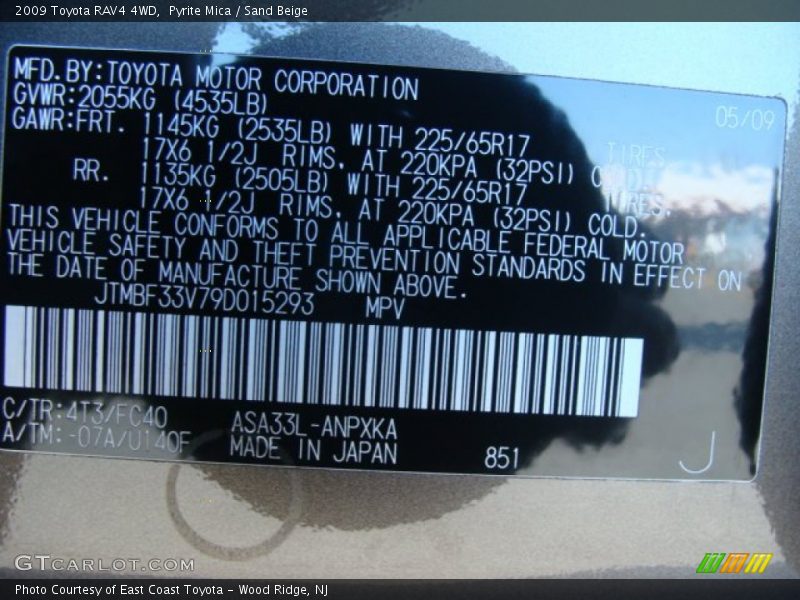 2009 Toyota RAV4 4WD, Pyrite Mica / Sand Beige
MFD.BY:TOYOTA MOTOR CORPORATION 05/09
GVWR:2055KG (4535LB)
GAWR:FRT. 1145KG (2535LB) WITH 225/65R17 TIRES,
17X6 1/2J RIMS, AT 220KPA (32PSI) COLD.
RR. 1135KG (2505LB) WITH 225/65R17 TIRES,
17X6 1/2J RIMS, AT 220KPA (32PSI) COLD.
THIS VEHICLE CONFORMS TO ALL APPLICABLE FEDERAL MOTOR
VEHICLE SAFETY AND THEFT PREVENTION STANDARDS IN EFFECT ON
THE DATE OF MANUFACTURE SHOWN ABOVE.
JTMBF33V79D015293 MPV
C/TR:4T3/FC40 ASA33L-ANPXKA
A/TM:-07A/U140F MADE IN JAPAN 851 J
GTCARLOT.COM
Photo Courtesy of East Coast Toyota - Wood Ridge, NJ